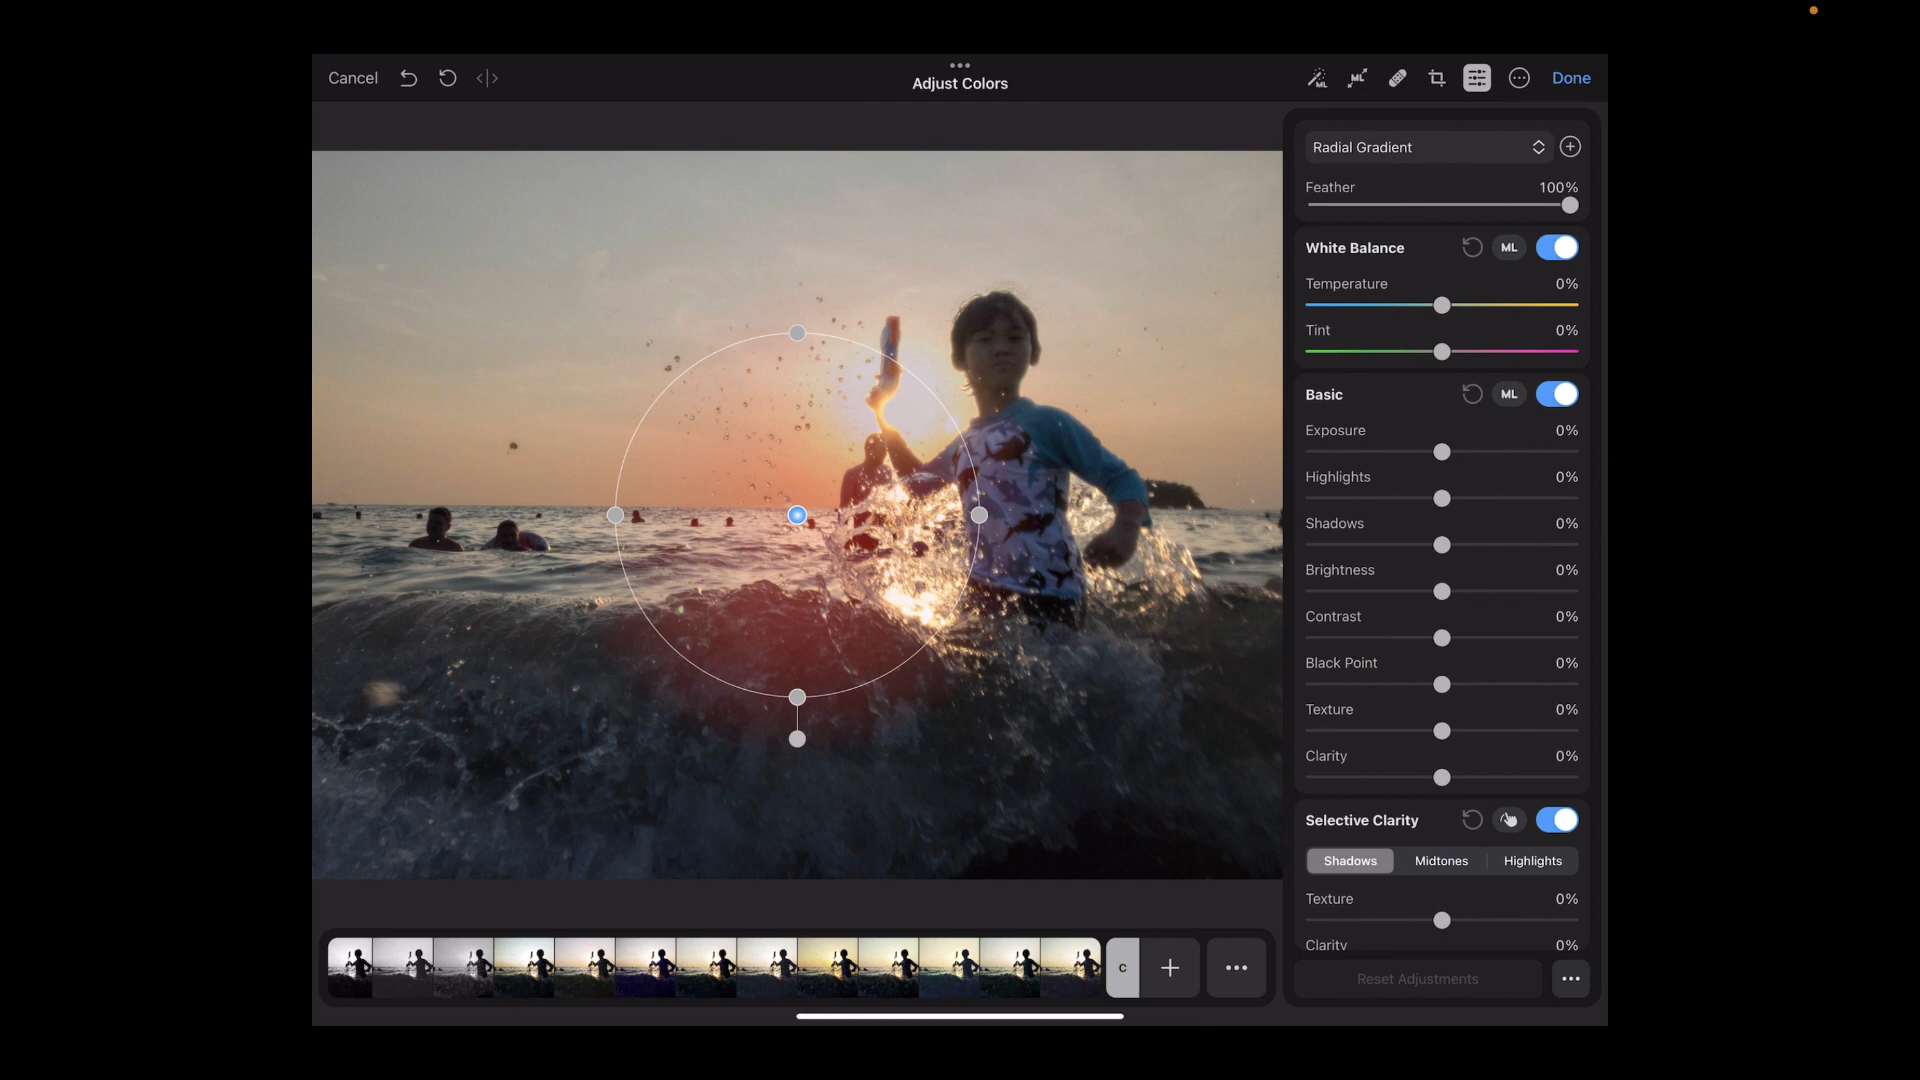 Cancel
Adjust Colors
ML
ML
Done
Radial Gradient
Feather 100%
White Balance ML
Temperature 0%
Tint 0%
Basic ML
Exposure 0%
Highlights 0%
Shadows 0%
Brightness 0%
Contrast 0%
Black Point 0%
Texture 0%
Clarity 0%
Selective Clarity
Shadows Midtones Highlights
Texture 0%
Clarity 0%
C
Reset Adjustments